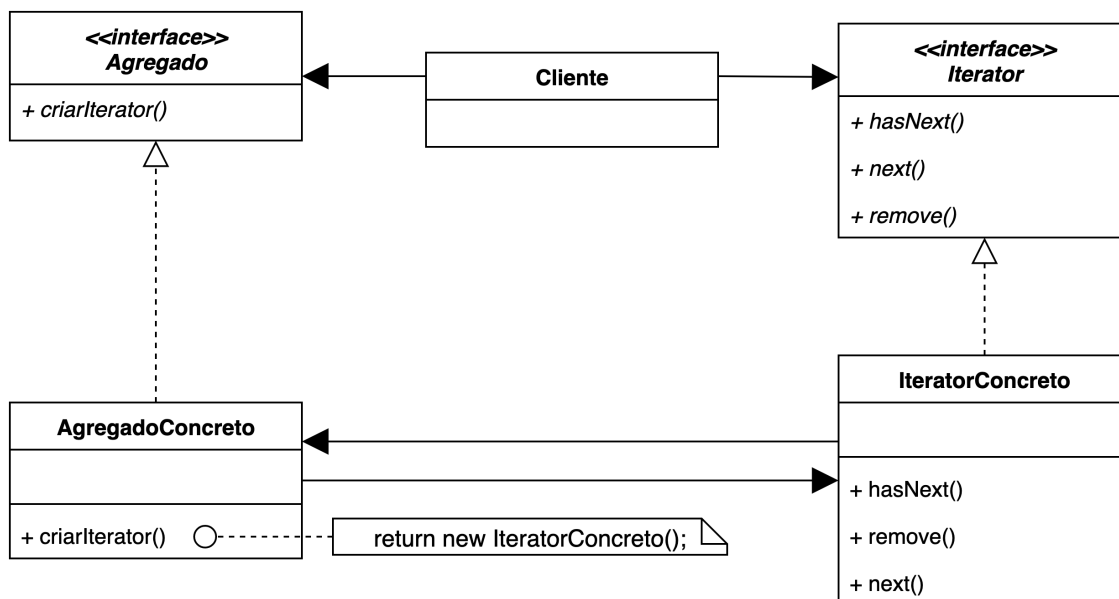 <<interface>>
Agregado
+ criarIterator()
Cliente
<<interface>>
Iterator
+ hasNext()
+ next()
+ remove()
AgregadoConcreto
+ criarIterator()
return new IteratorConcreto();
IteratorConcreto
+ hasNext()
+ remove()
+ next()